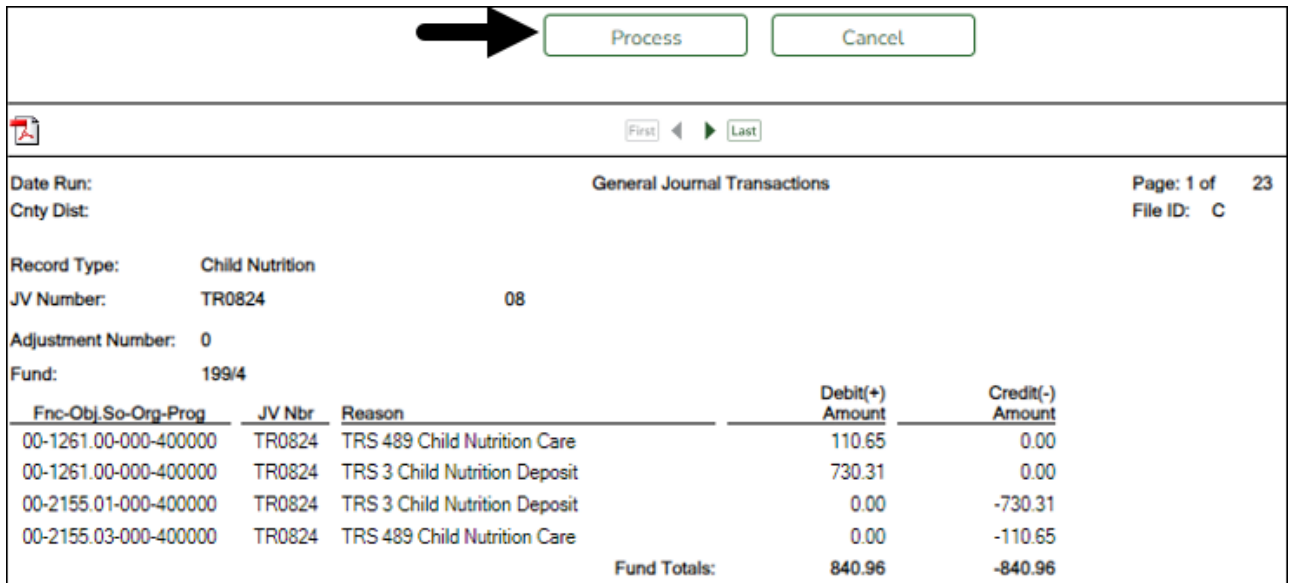 Process Cancel
First Last
Date Run: General Journal Transactions Page: 1 of 23
Cnty Dist: File ID: C
Record Type: Child Nutrition
JV Number: TR0824 08
Adjustment Number: 0
Fund: 199/4
Debit(+) Credit(-)
Fnc-Obj.So-Org-Prog JV Nbr Reason Amount Amount
00-1261.00-000-400000 TR0824 TRS 489 Child Nutrition Care 110.65 0.00
00-1261.00-000-400000 TR0824 TRS 3 Child Nutrition Deposit 730.31 0.00
00-2155.01-000-400000 TR0824 TRS 3 Child Nutrition Deposit 0.00 -730.31
00-2155.03-000-400000 TR0824 TRS 489 Child Nutrition Care 0.00 -110.65
Fund Totals: 840.96 -840.96